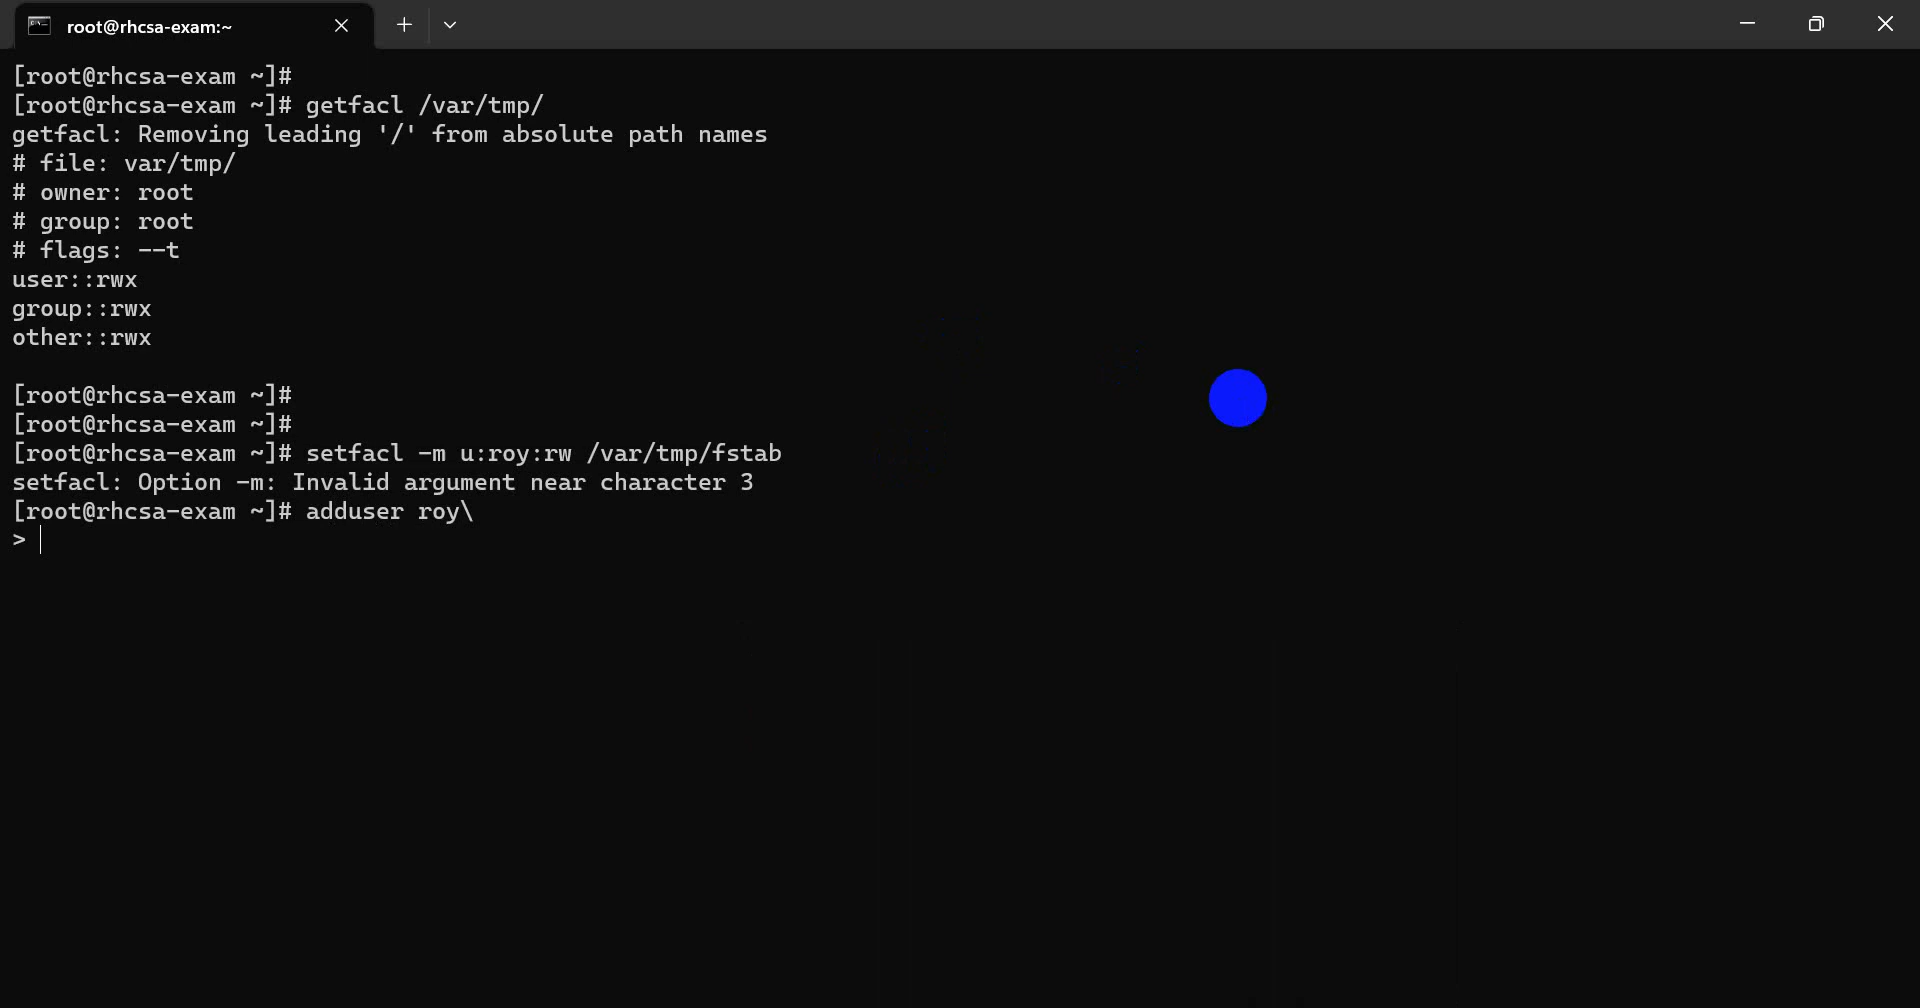 root@rhcsa-exam:~
[root@rhcsa-exam ~]#
[root@rhcsa-exam ~]# getfacl /var/tmp/
getfacl: Removing leading '/' from absolute path names
# file: var/tmp/
# owner: root
# group: root
# flags: --t
user::rwx
group::rwx
other::rwx
[root@rhcsa-exam ~]#
[root@rhcsa-exam ~]#
[root@rhcsa-exam ~]# setfacl -m u:roy:rw /var/tmp/fstab
setfacl: Option -m: Invalid argument near character 3
[root@rhcsa-exam ~]# adduser roy\
>